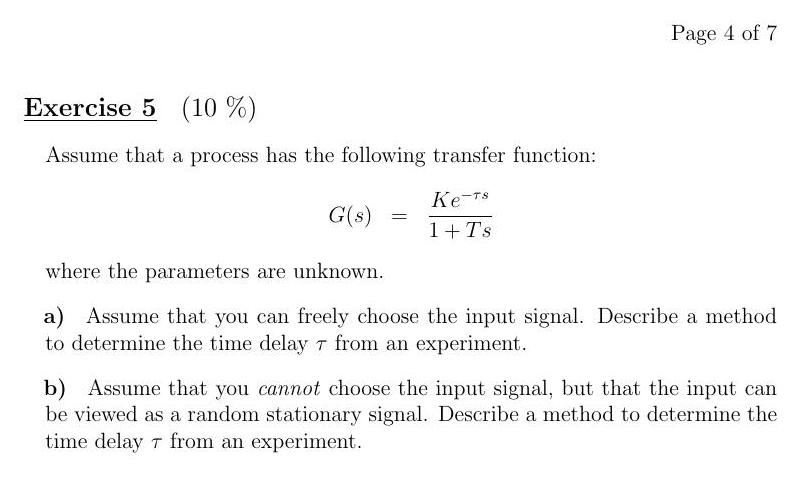 Page 4 of 7
Exercise 5 (10 %)
Assume that a process has the following transfer function:
G(s) = Ke^{-τs} / (1 + Ts)
where the parameters are unknown.
a) Assume that you can freely choose the input signal. Describe a method
to determine the time delay τ from an experiment.
b) Assume that you cannot choose the input signal, but that the input can
be viewed as a random stationary signal. Describe a method to determine the
time delay τ from an experiment.